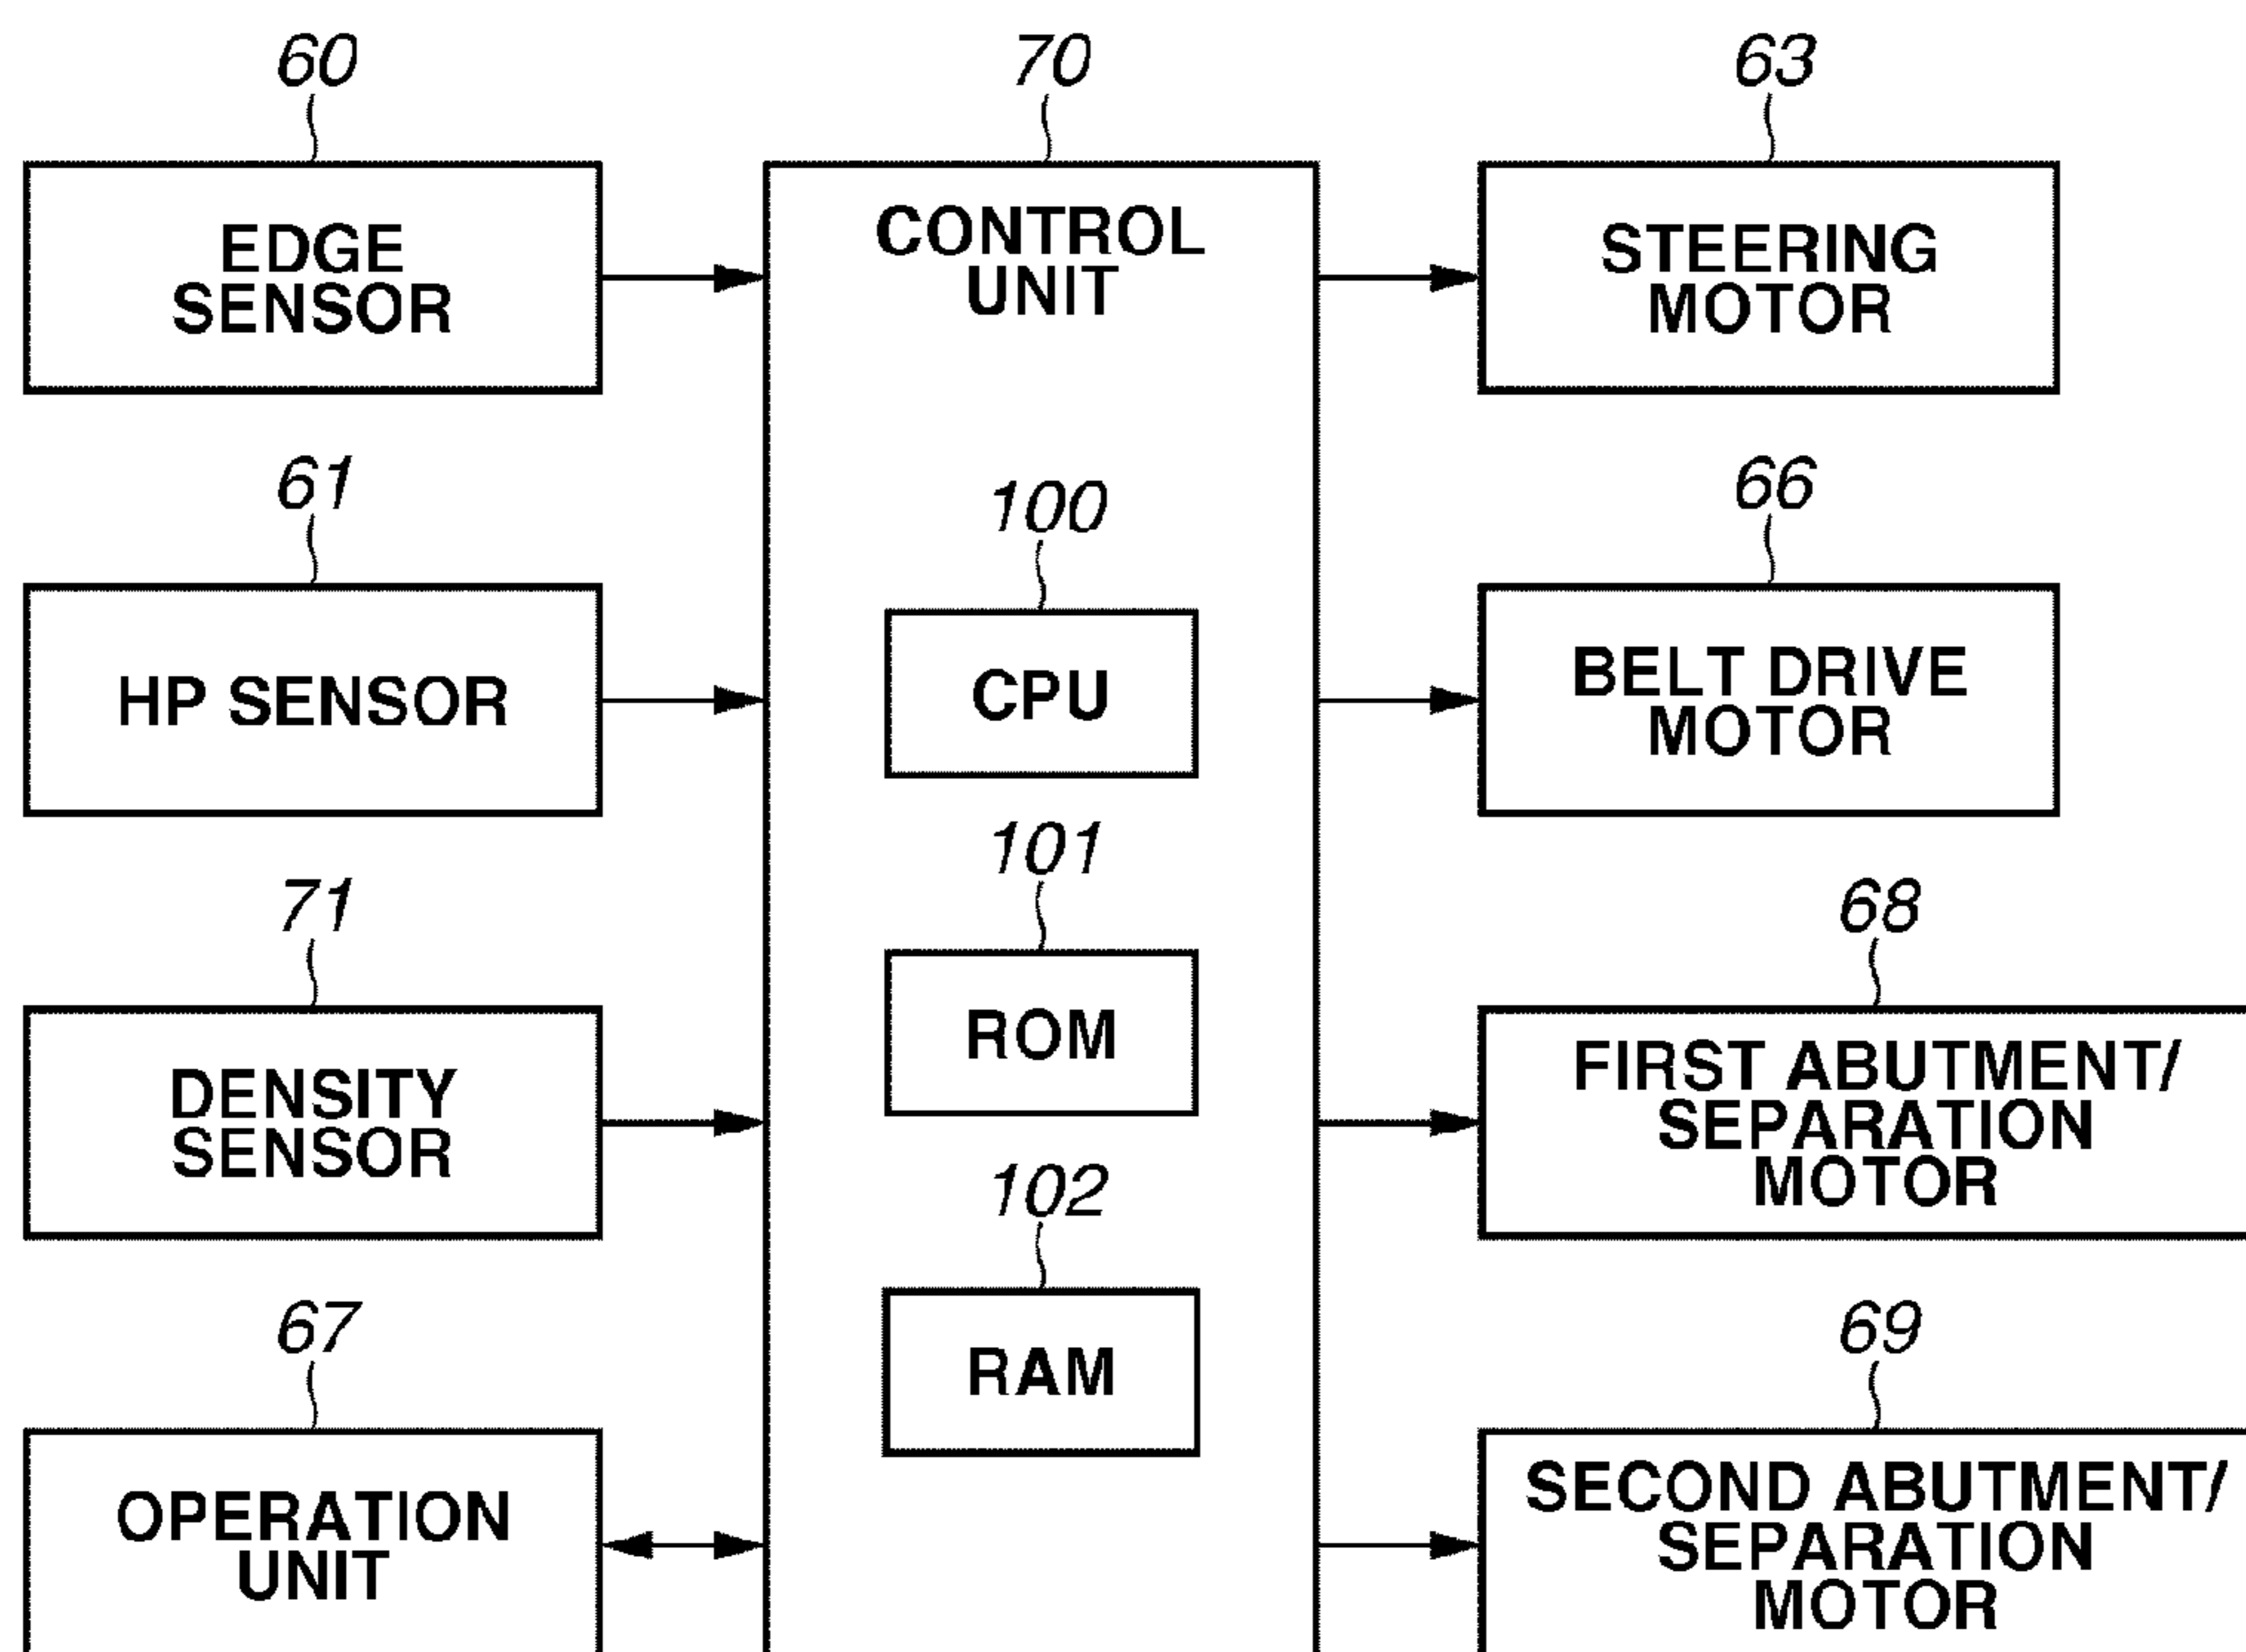 60
EDGE
SENSOR
61
HP SENSOR
71
DENSITY
SENSOR
67
OPERATION
UNIT
70
CONTROL
UNIT
100
CPU
101
ROM
102
RAM
63
STEERING
MOTOR
66
BELT DRIVE
MOTOR
68
FIRST ABUTMENT/
SEPARATION
MOTOR
69
SECOND ABUTMENT/
SEPARATION
MOTOR